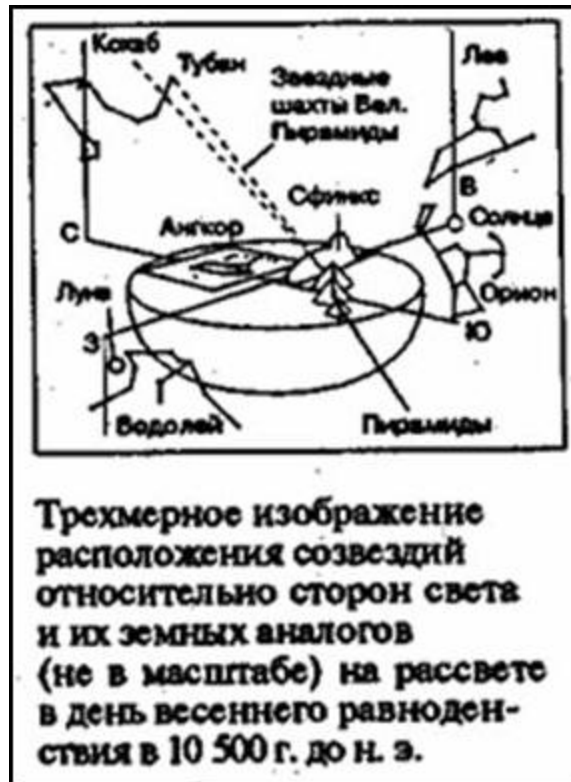 Кохаб
Тубан
Звездные
шахты Вел.
Пирамиды
Лев
Сфинкс
В
Солнце
С
Ангкор
Луна
Орион
З
Ю
Водолей
Пирамиды
Трехмерное изображение
расположения созвездий
относительно сторон света
и их земных аналогов
(не в масштабе) на рассвете
в день весеннего равноден-
ствия в 10 500 г. до н. э.